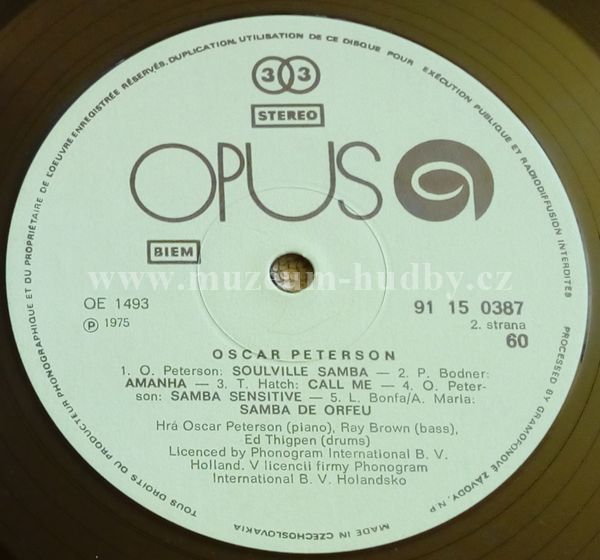 TOUS DROITS DU PRODUCTEUR PHONOGRAPHIQUE ET DU PROPRIÉTAIRE DE L'OEUVRE ENREGISTRÉE RÉSERVÉS. DUPLICATION, UTILISATION DE CE DISQUE POUR EXÉCUTION PUBLIQUE ET RADIODIFFUSION INTERDITES
PROCESSED BY GRAMOFONOVÉ ZÁVODY, N.P
MADE IN CZECHOSLOVAKIA
33
STEREO
OPUS
BIEM
www.muzeum-hudby.cz
OE 1493
91 15 0387
℗ 1975
2. strana
60
OSCAR PETERSON
1. O. Peterson: SOULVILLE SAMBA — 2. P. Bodner:
AMANHA — 3. T. Hatch: CALL ME — 4. O. Peter-
son: SAMBA SENSITIVE — 5. L. Bonfa/A. Maria:
SAMBA DE ORFEU
Hrá Oscar Peterson (piano), Ray Brown (bass),
Ed Thigpen (drums)
Licenced by Phonogram International B. V.
Holland. V licencii firmy Phonogram
International B. V. Holandsko